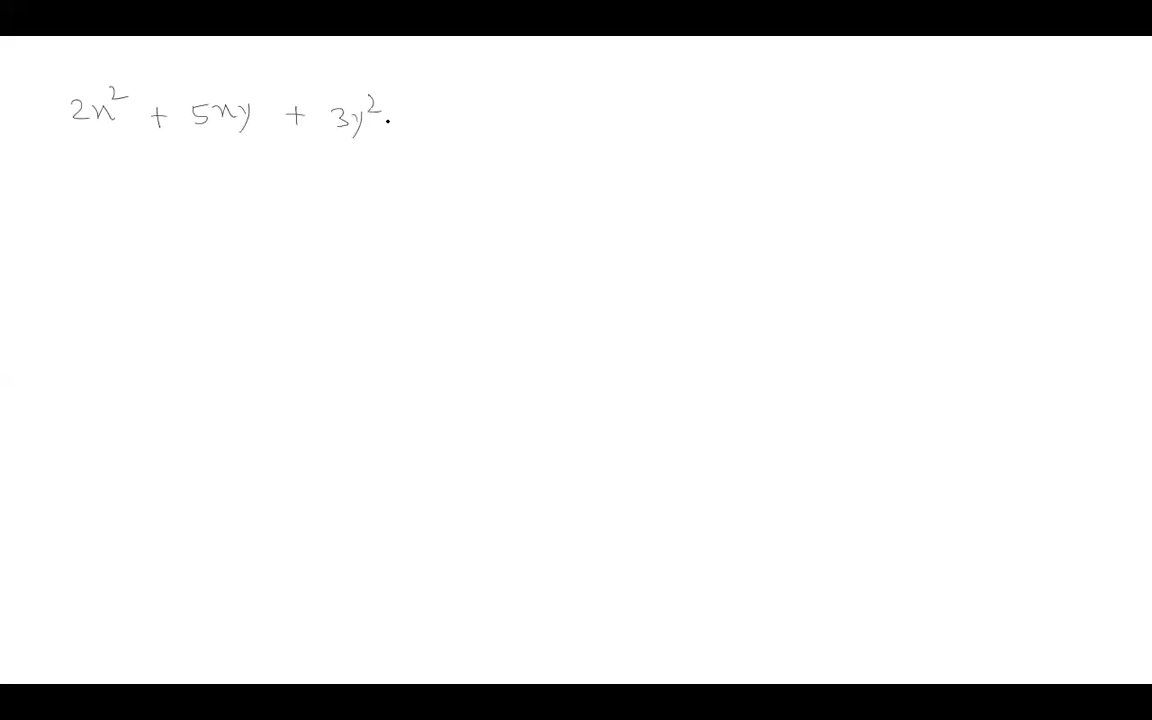 2x² + 5xy + 3y²